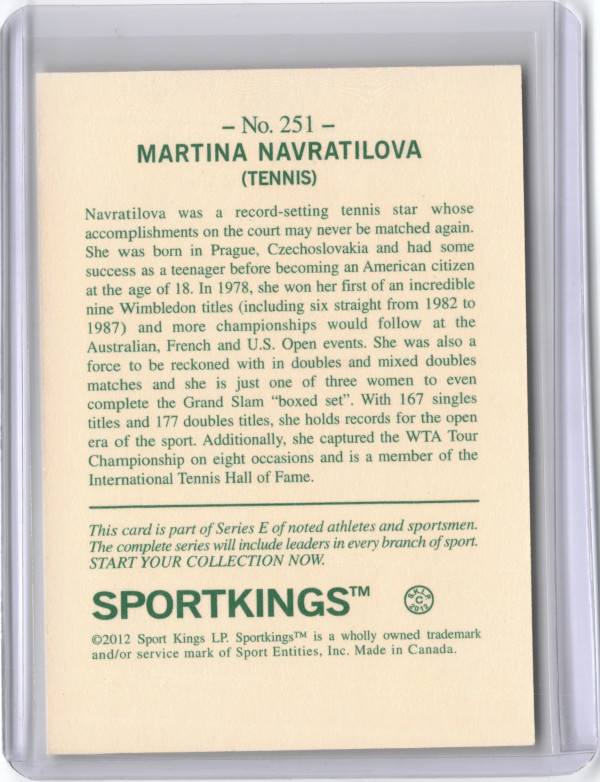 – No. 251 –
MARTINA NAVRATILOVA
(TENNIS)
Navratilova was a record-setting tennis star whose
accomplishments on the court may never be matched again.
She was born in Prague, Czechoslovakia and had some
success as a teenager before becoming an American citizen
at the age of 18. In 1978, she won her first of an incredible
nine Wimbledon titles (including six straight from 1982 to
1987) and more championships would follow at the
Australian, French and U.S. Open events. She was also a
force to be reckoned with in doubles and mixed doubles
matches and she is just one of three women to even
complete the Grand Slam “boxed set”. With 167 singles
titles and 177 doubles titles, she holds records for the open
era of the sport. Additionally, she captured the WTA Tour
Championship on eight occasions and is a member of the
International Tennis Hall of Fame.
This card is part of Series E of noted athletes and sportsmen.
The complete series will include leaders in every branch of sport.
START YOUR COLLECTION NOW.
SPORTKINGS™
S.K.L.P.
C
2012
©2012 Sport Kings LP. Sportkings™ is a wholly owned trademark
and/or service mark of Sport Entities, Inc. Made in Canada.